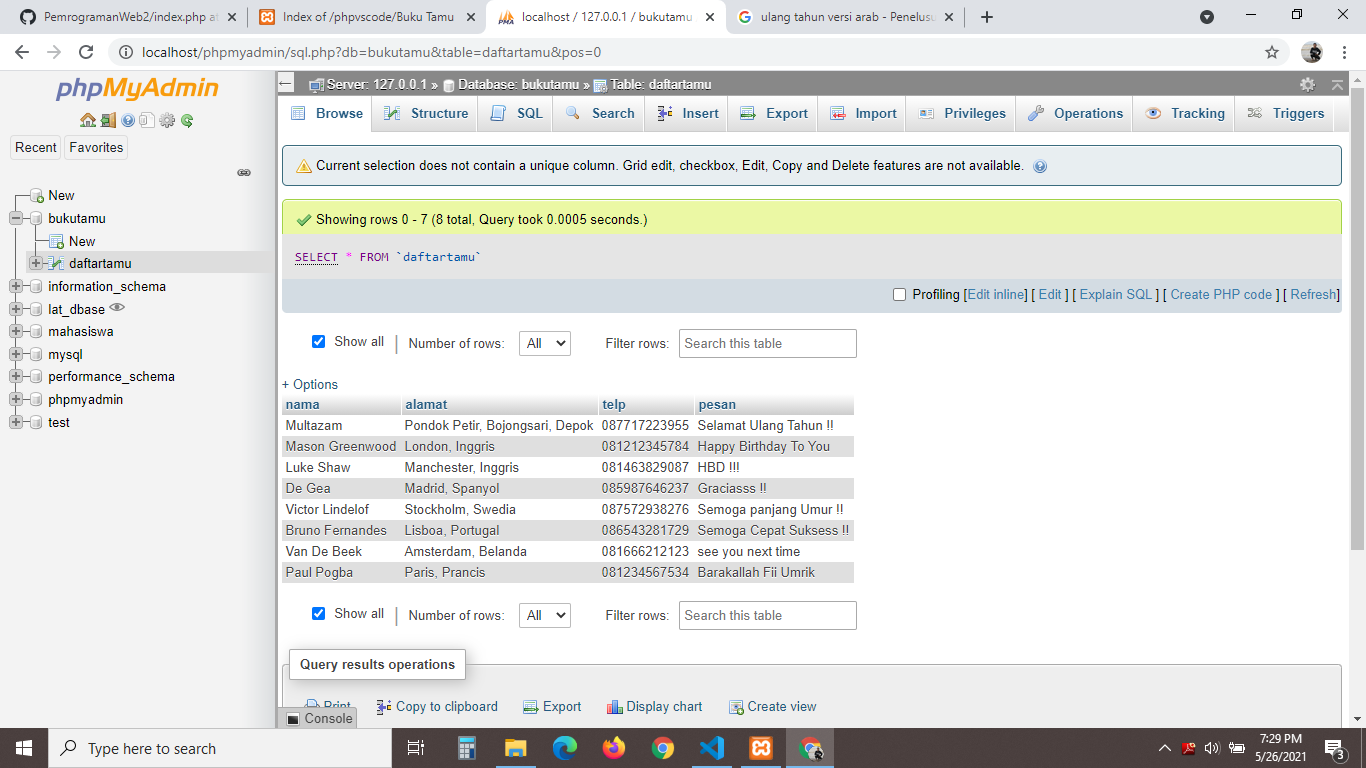 PemrogramanWeb2/index.php at
Index of /phpvscode/Buku Tamu
localhost / 127.0.0.1 / bukutamu
ulang tahun versi arab - Penelusu
localhost/phpmyadmin/sql.php?db=bukutamu&table=daftartamu&pos=0
phpMyAdmin
Recent
Favorites
New
bukutamu
New
daftartamu
information_schema
lat_dbase
mahasiswa
mysql
performance_schema
phpmyadmin
test
Server: 127.0.0.1 » Database: bukutamu » Table: daftartamu
Browse Structure SQL Search Insert Export Import Privileges Operations Tracking Triggers
Current selection does not contain a unique column. Grid edit, checkbox, Edit, Copy and Delete features are not available.
Showing rows 0 - 7 (8 total, Query took 0.0005 seconds.)
SELECT * FROM `daftartamu`
Profiling [Edit inline] [ Edit ] [ Explain SQL ] [ Create PHP code ] [ Refresh]
Show all | Number of rows: All Filter rows: Search this table
+ Options
nama alamat telp pesan
Multazam Pondok Petir, Bojongsari, Depok 087717223955 Selamat Ulang Tahun !!
Mason Greenwood London, Inggris 081212345784 Happy Birthday To You
Luke Shaw Manchester, Inggris 081463829087 HBD !!!
De Gea Madrid, Spanyol 085987646237 Graciasss !!
Victor Lindelof Stockholm, Swedia 087572938276 Semoga panjang Umur !!
Bruno Fernandes Lisboa, Portugal 086543281729 Semoga Cepat Suksess !!
Van De Beek Amsterdam, Belanda 081666212123 see you next time
Paul Pogba Paris, Prancis 081234567534 Barakallah Fii Umrik
Show all | Number of rows: All Filter rows: Search this table
Query results operations
Print Copy to clipboard Export Display chart Create view
Console
Type here to search
7:29 PM
5/26/2021
3